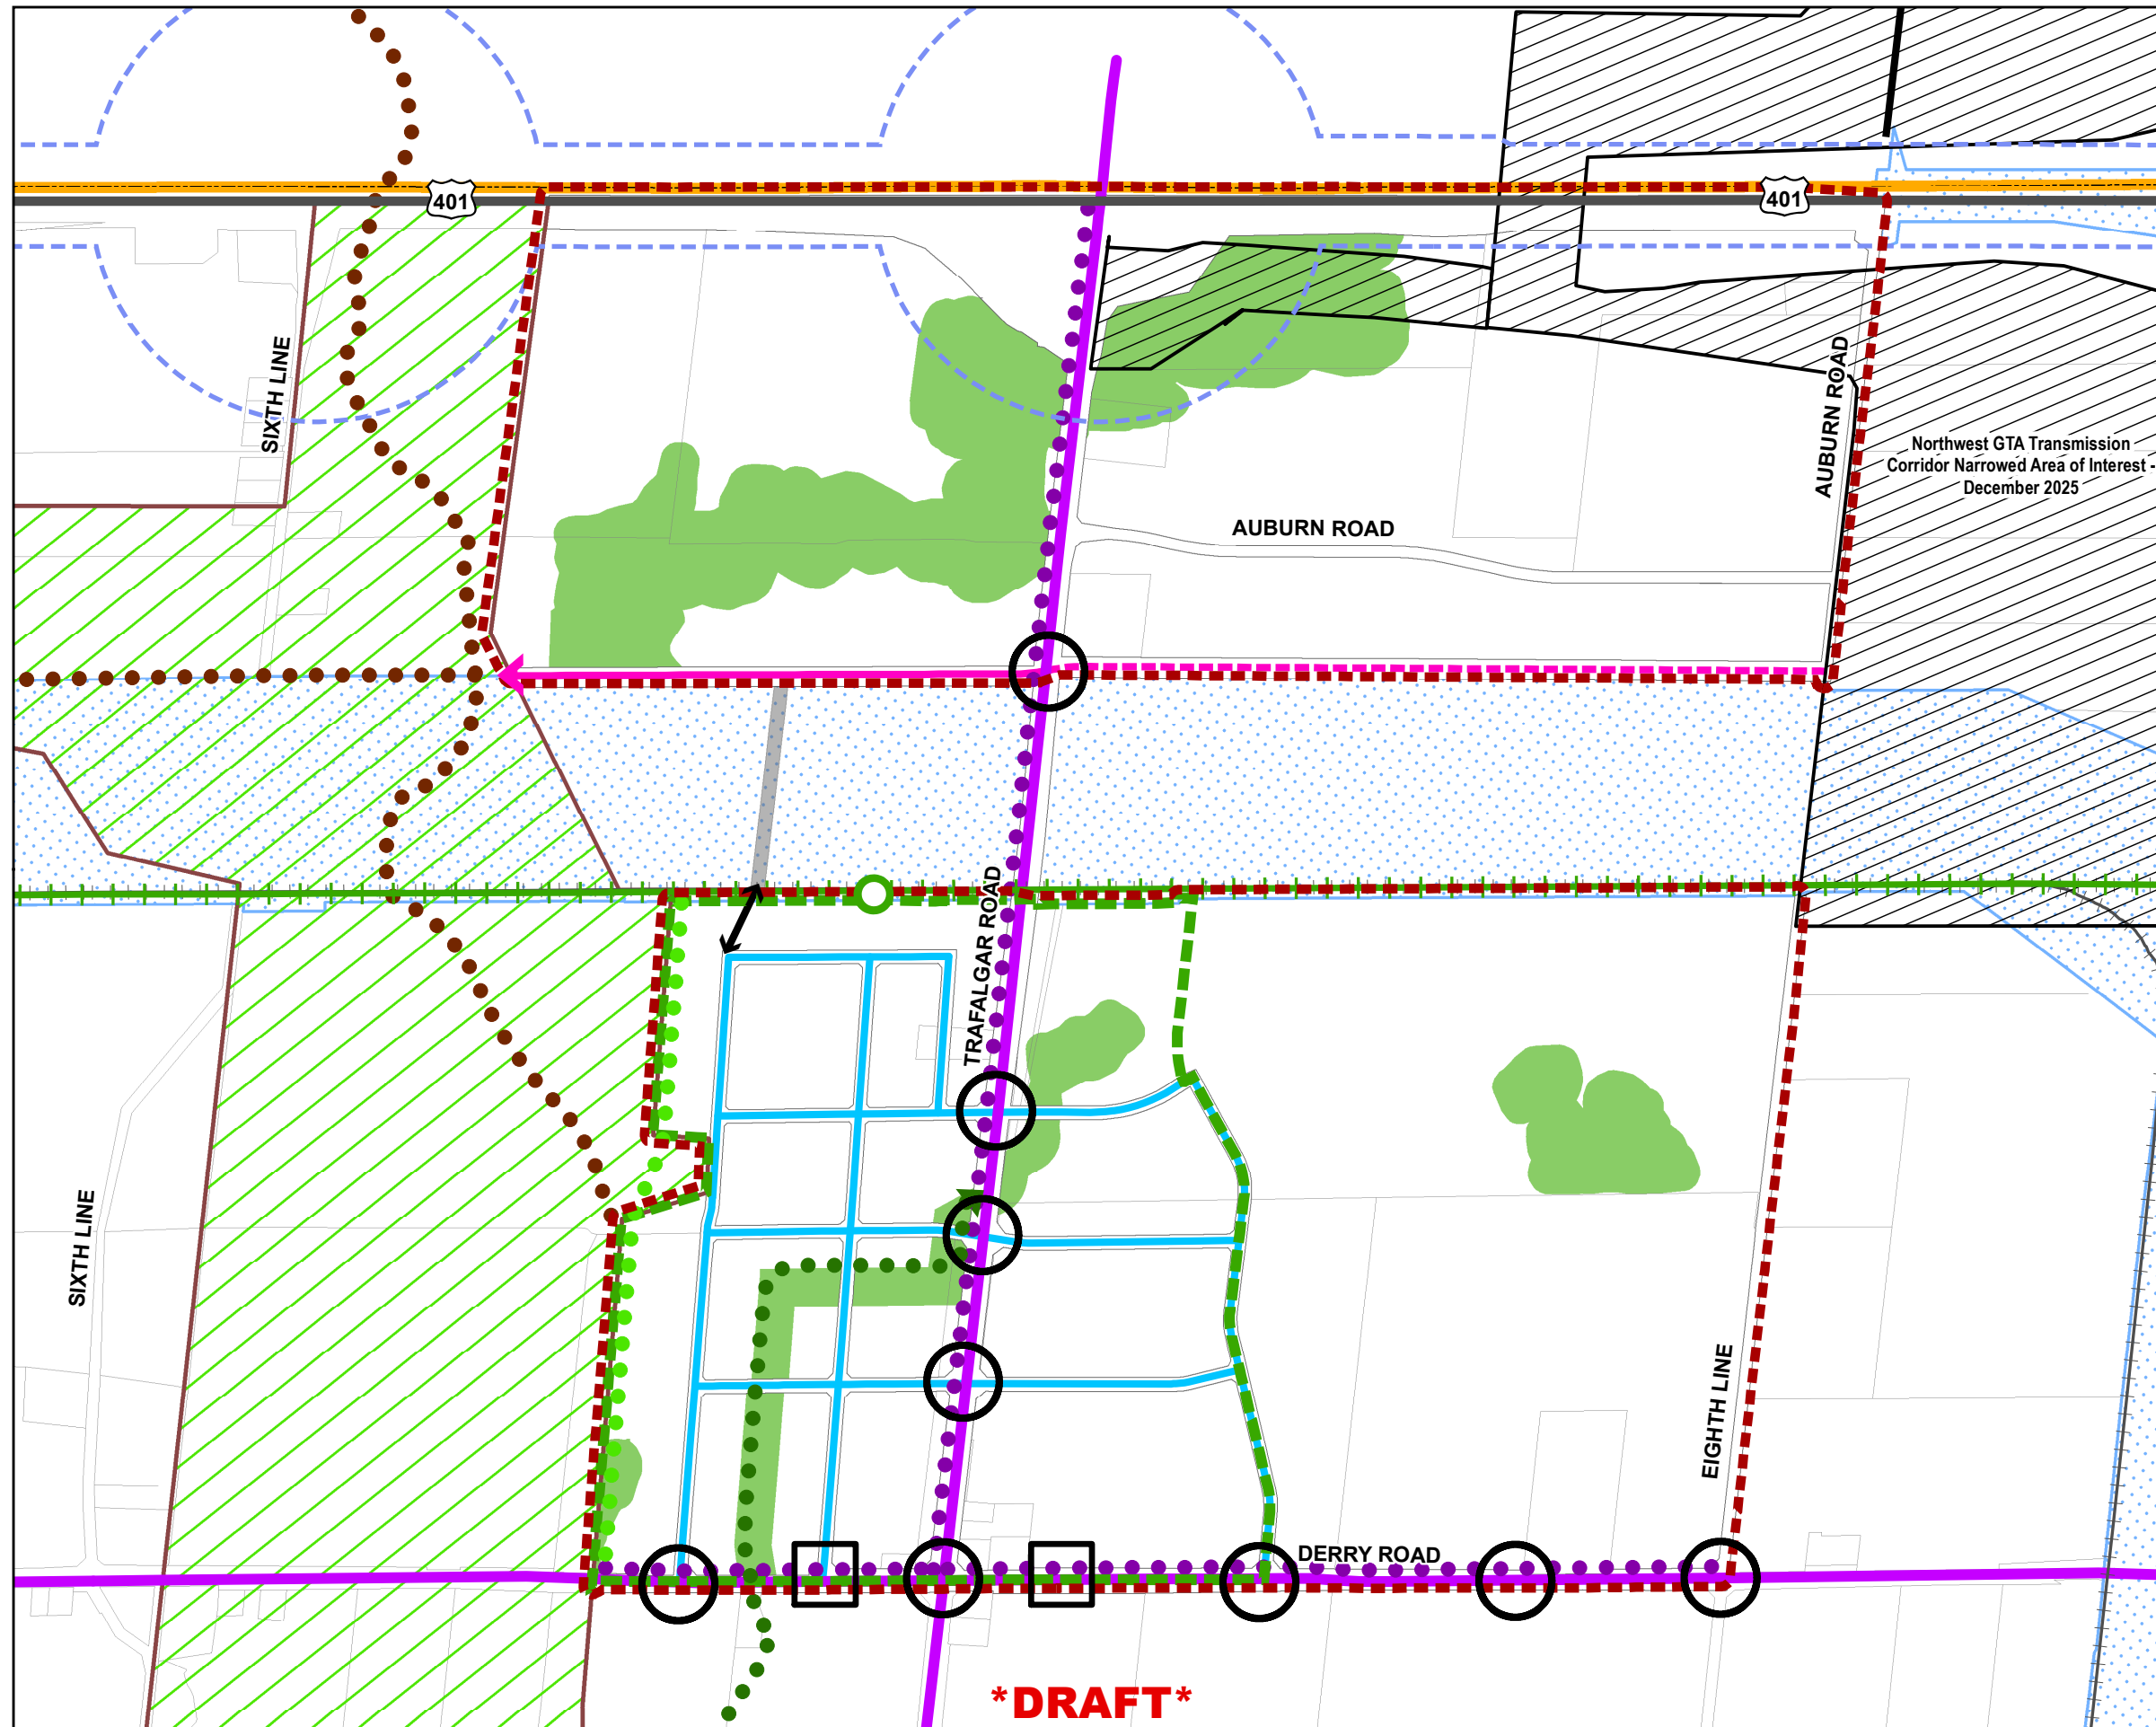 401
401
SIXTH LINE
AUBURN ROAD
Northwest GTA Transmission
Corridor Narrowed Area of Interest -
December 2025
AUBURN ROAD
TRAFALGAR ROAD
SIXTH LINE
EIGHTH LINE
DERRY ROAD
*DRAFT*